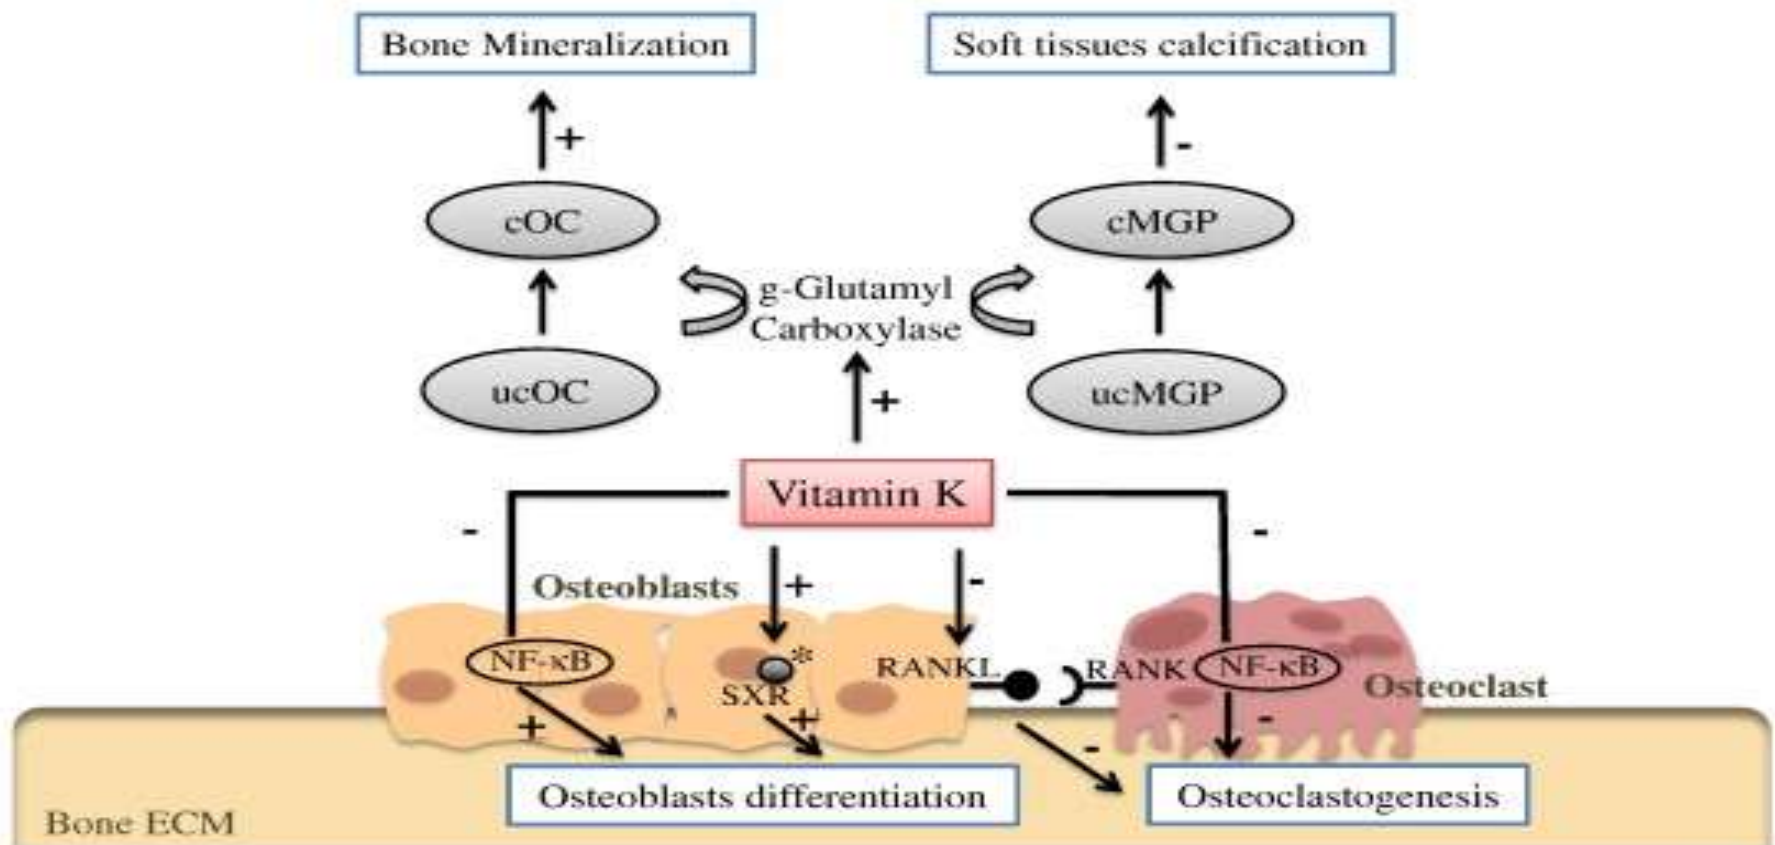 Bone Mineralization
Soft tissues calcification
+
-
cOC
cMGP
g-Glutamyl
Carboxylase
ucOC
ucMGP
+
Vitamin K
-
-
Osteoblasts
+
-
NF-κB
*
SXR
RANKL
RANK
NF-κB
Osteoclast
+
+
-
-
Osteoblasts differentiation
Osteoclastogenesis
Bone ECM